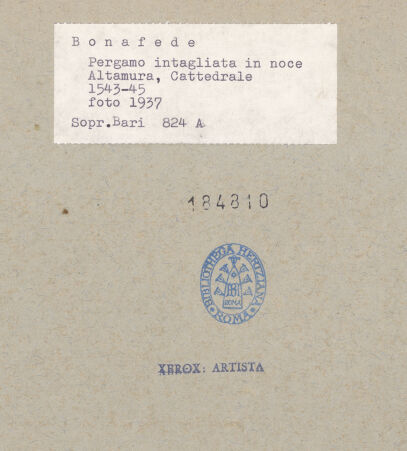 Bonafede
Pergamo intagliata in noce
Altamura, Cattedrale
1543-45
foto 1937
Sopr.Bari 824 A
184810
BIBLIOTHECA HERTZIANA
ROMA
ROMA
XEROX: ARTISTA